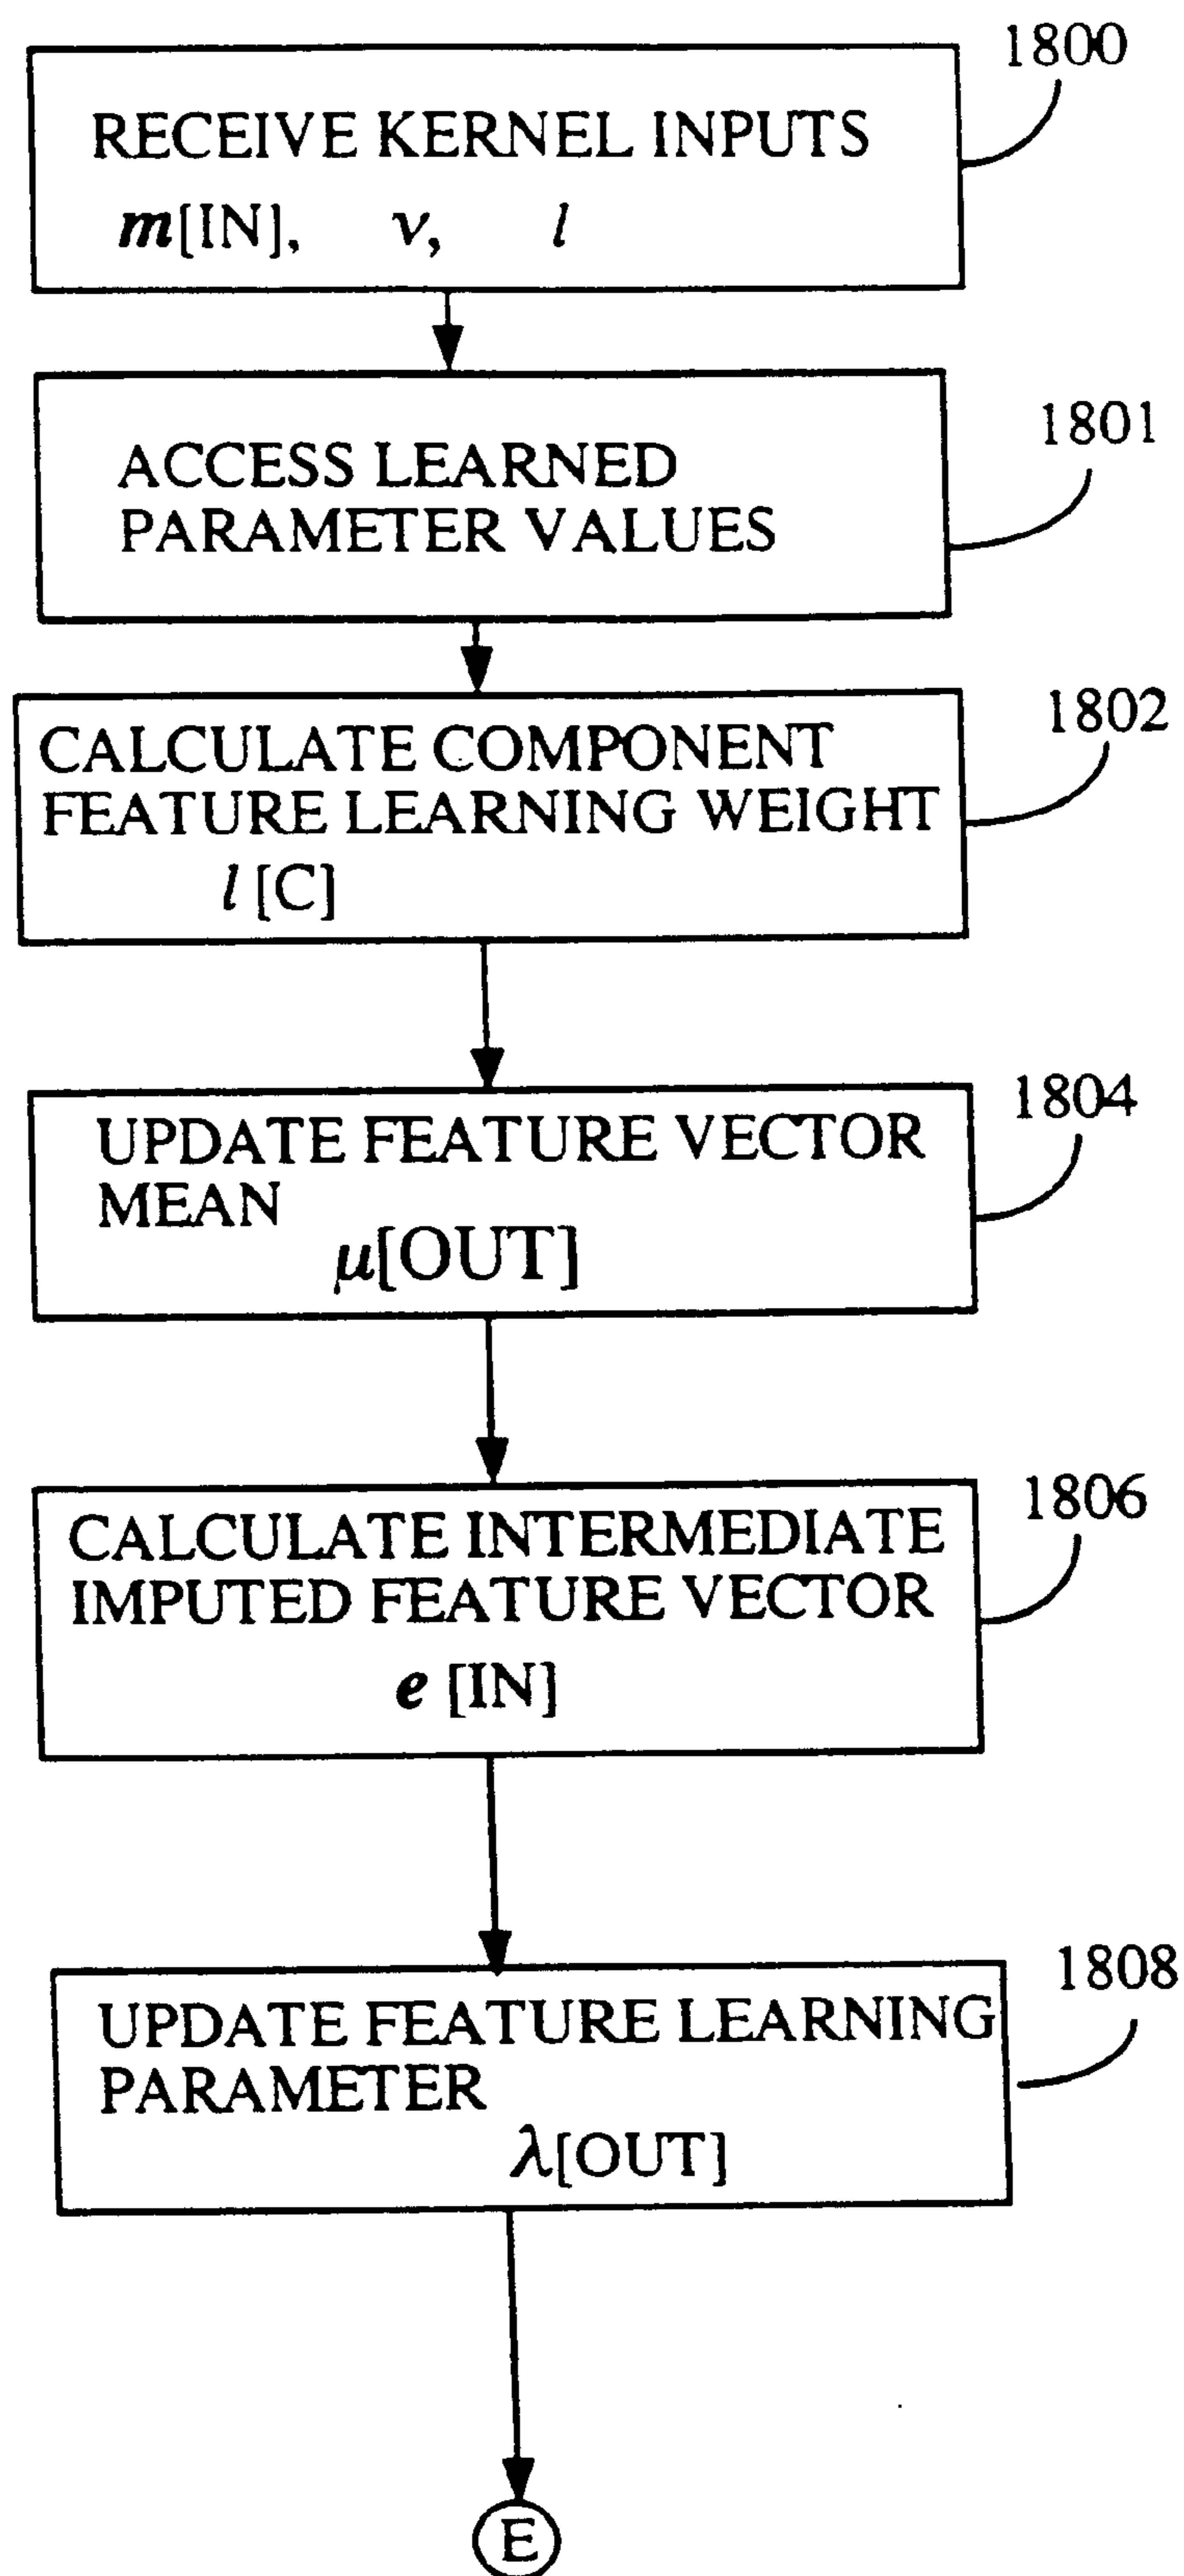 1800
RECEIVE KERNEL INPUTS
m[IN], ν, l
1801
ACCESS LEARNED
PARAMETER VALUES
1802
CALCULATE COMPONENT
FEATURE LEARNING WEIGHT
l [C]
1804
UPDATE FEATURE VECTOR
MEAN
μ[OUT]
1806
CALCULATE INTERMEDIATE
IMPUTED FEATURE VECTOR
e [IN]
1808
UPDATE FEATURE LEARNING
PARAMETER
λ[OUT]
E